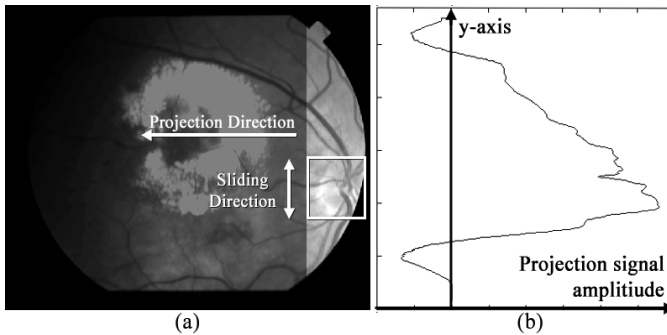 Projection Direction
Sliding
Direction
(a)
y-axis
Projection signal
amplitiude
(b)